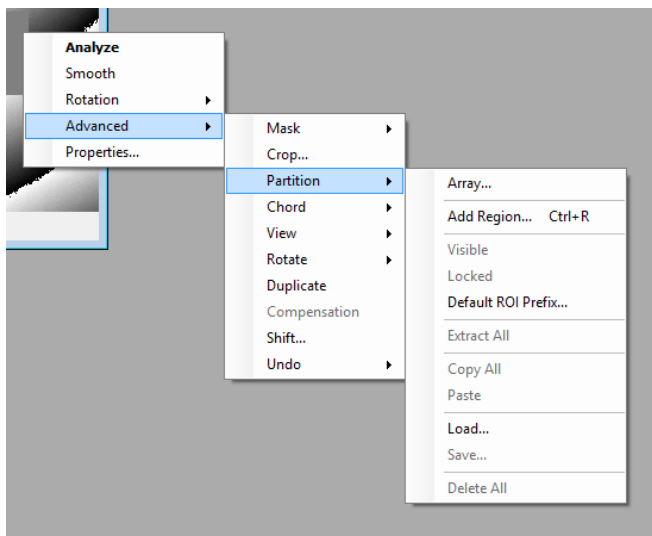 Analyze
Smooth
Rotation
Advanced
Properties...
Mask
Crop...
Partition
Chord
View
Rotate
Duplicate
Compensation
Shift...
Undo
Array...
Add Region... Ctrl+R
Visible
Locked
Default ROI Prefix...
Extract All
Copy All
Paste
Load...
Save...
Delete All